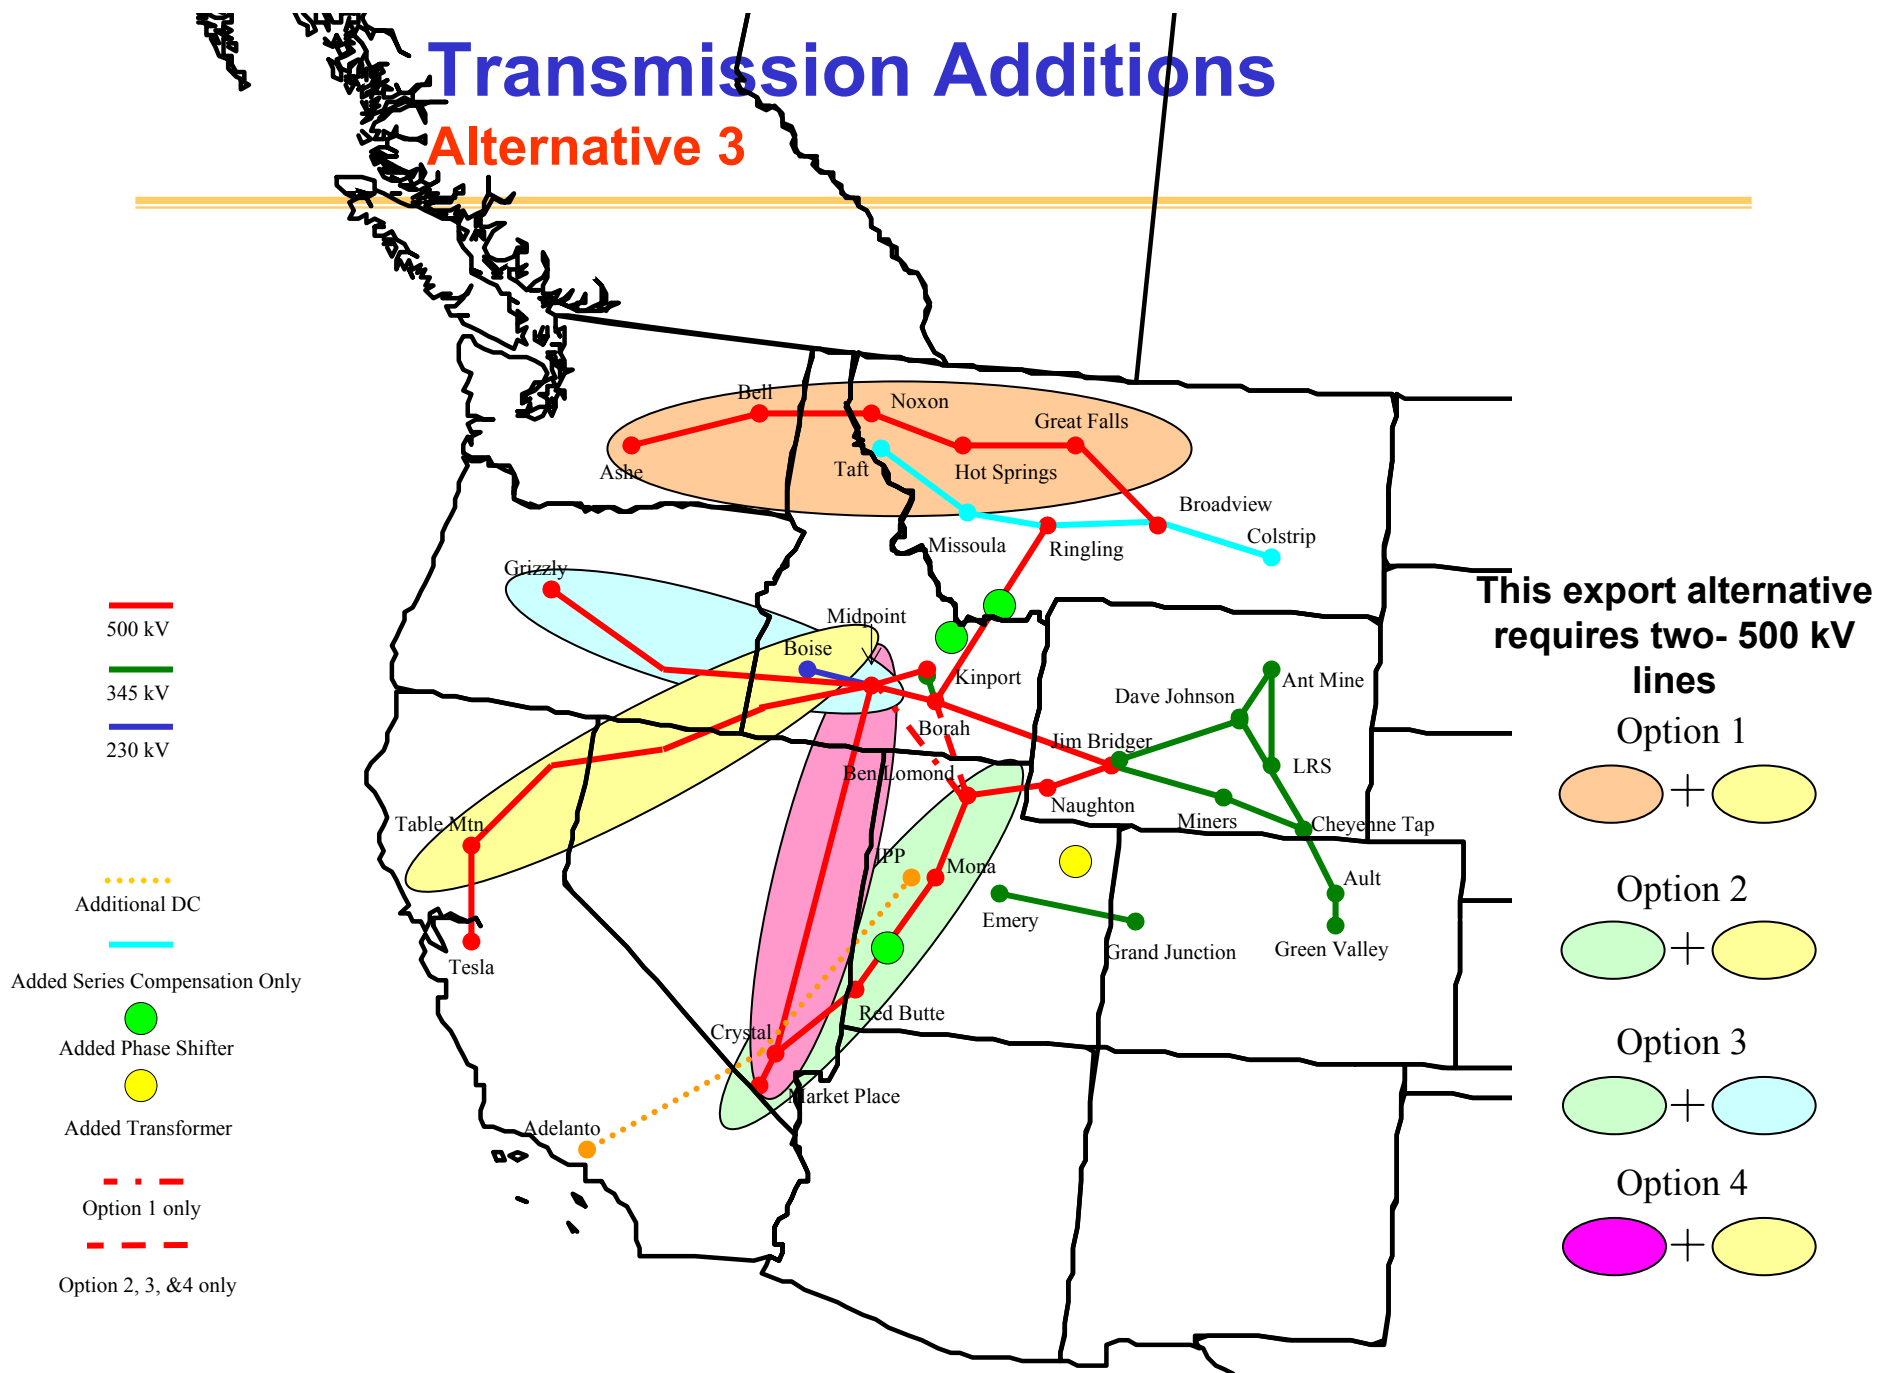 Transmission Additions
Alternative 3
Bell
Noxon
Great Falls
Ashe
Taft
Hot Springs
Broadview
Missoula
Ringling
Colstrip
Grizzly
Midpoint
Boise
Kinport
Ant Mine
Dave Johnson
Borah
Jim Bridger
Ben Lomond
LRS
Naughton
Miners
Cheyenne Tap
Table Mtn.
IPP
Mona
Ault
Emery
Tesla
Grand Junction
Green Valley
Red Butte
Crystal
Market Place
Adelanto
500 kV
345 kV
230 kV
Additional DC
Added Series Compensation Only
Added Phase Shifter
Added Transformer
Option 1 only
Option 2, 3, &4 only
This export alternative
requires two- 500 kV
lines
Option 1
+
Option 2
+
Option 3
+
Option 4
+